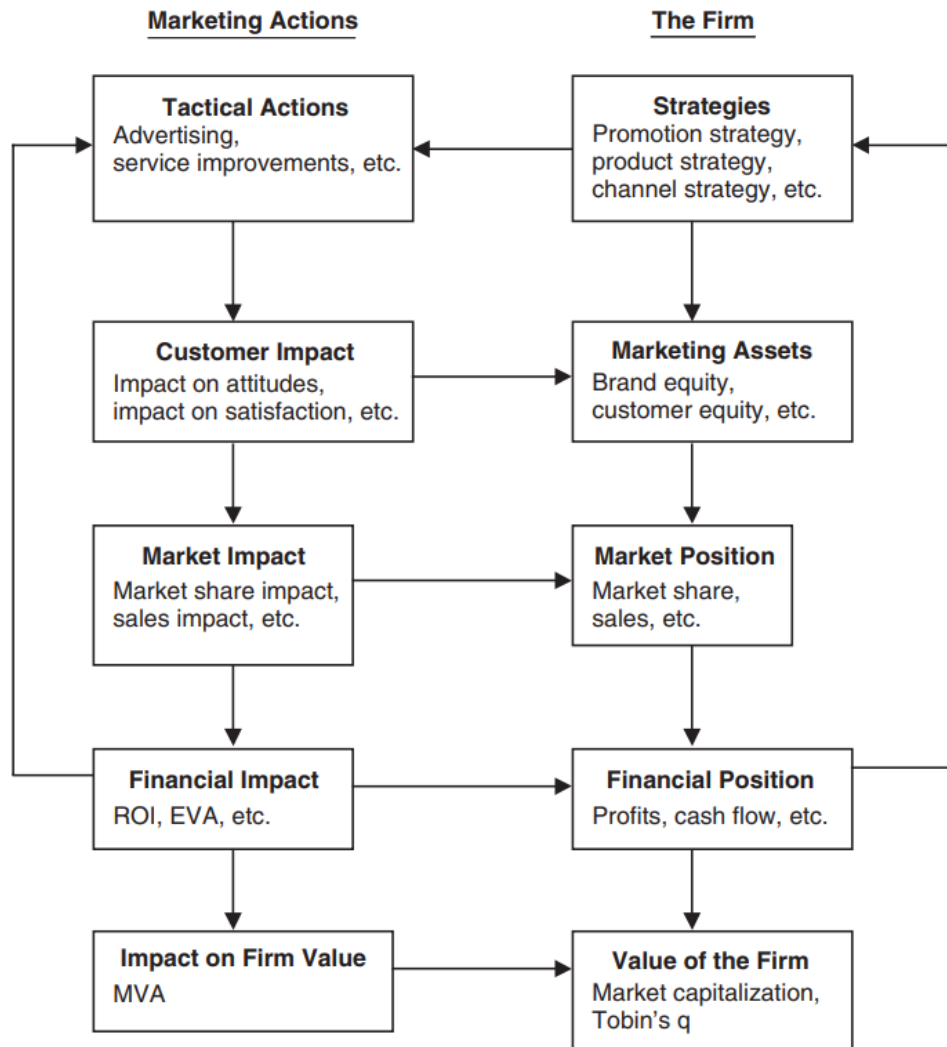 Marketing Actions
The Firm
Tactical Actions
Advertising,
service improvements, etc.
Strategies
Promotion strategy,
product strategy,
channel strategy, etc.
Customer Impact
Impact on attitudes,
impact on satisfaction, etc.
Marketing Assets
Brand equity,
customer equity, etc.
Market Impact
Market share impact,
sales impact, etc.
Market Position
Market share,
sales, etc.
Financial Impact
ROI, EVA, etc.
Financial Position
Profits, cash flow, etc.
Impact on Firm Value
MVA
Value of the Firm
Market capitalization,
Tobin's q